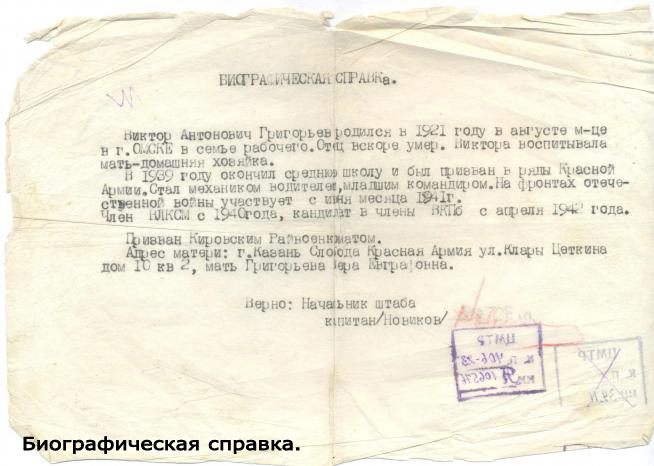 БИОГРАФИЧЕСКАЯ СПРАВКа.
Виктор Антонович Григорьев родился в 1921 году в августе м-це
в г. ОМСКЕ в семье рабочего. Отец вскоре умер. Виктора воспитывала
мать-домашняя хозяйка.
В 1939 году окончил среднюю школу и был призван в ряды Красной
Армии. Стал механиком водителем, младшим командиром. На фронтах отече-
ственной войны участвует с июня месяца 1941г.
Член ВЛКСМ с 1940года, кандидат в члены ВКПб с апреля 1942 года.
Призван Кировским Райвоенкоматом.
Адрес матери: г. Казань Слобода Красная Армия ул. Клары Цеткина
дом 10 кв 2, мать Григорьева Вера
Верно: Начальник штаба
капитан/Новиков/
ЦМТР
К. П.
ЦМТР
К. П.
Биографическая справка.